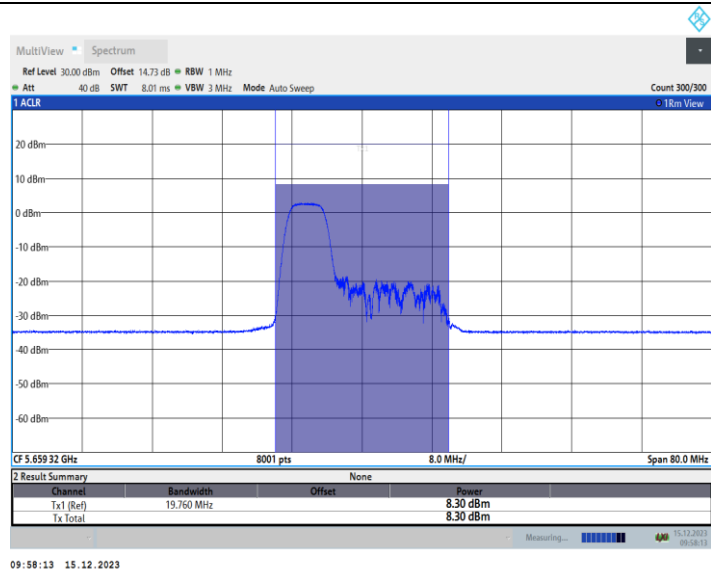 MultiView Spectrum
Ref Level 30.00 dBm Offset 14.73 dB RBW 1 MHz
Att 40 dB SWT 8.01 ms VBW 3 MHz Mode Auto Sweep Count 300/300
1 ACLR 1Rm View
20 dBm
10 dBm
0 dBm
-10 dBm
-20 dBm
-30 dBm
-40 dBm
-50 dBm
-60 dBm
CF 5.659 32 GHz 8001 pts 8.0 MHz/ Span 80.0 MHz
2 Result Summary None
Channel Bandwidth Offset Power
Tx1 (Ref) 19.760 MHz 8.30 dBm
Tx Total 8.30 dBm
Measuring... 15.12.2023
09:58:13
09:58:13 15.12.2023